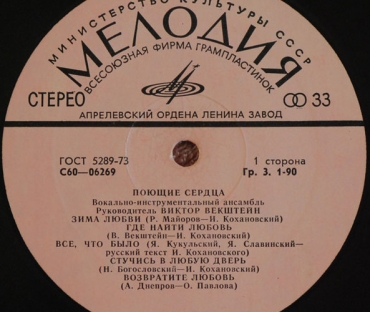 МИНИСТЕРСТВО КУЛЬТУРЫ СССР
МЕЛОДИЯ
ВСЕСОЮЗНАЯ ФИРМА ГРАМПЛАСТИНОК
СТЕРЕО
33
АПРЕЛЕВСКИЙ ОРДЕНА ЛЕНИНА ЗАВОД
ГОСТ 5289-73
1 сторона
С60—06269
Гр. 3. 1-90
ПОЮЩИЕ СЕРДЦА
Вокально-инструментальный ансамбль
Руководитель ВИКТОР ВЕКШТЕЙН
ЗИМА ЛЮБВИ (Р. Майоров—И. Кохановский)
ГДЕ НАЙТИ ЛЮБОВЬ
(В. Векштейн—И. Кохановский)
ВСЕ, ЧТО БЫЛО (Я. Кукульский, Я. Славинский—
русский текст И. Кохановского)
СТУЧИСЬ В ЛЮБУЮ ДВЕРЬ
(Н. Богословский—И. Кохановский)
ВОЗВРАТИТЕ ЛЮБОВЬ
(А. Днепров—О. Павлова)